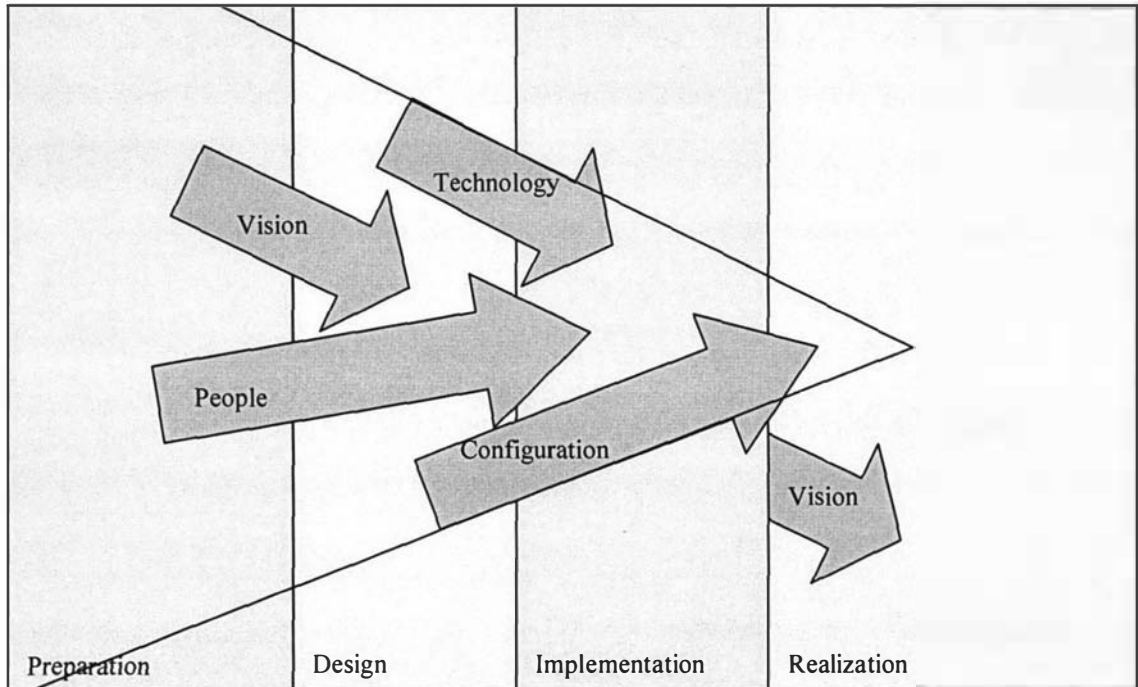 Technology
Vision
People
Configuration
Vision
Preparation
Design
Implementation
Realization